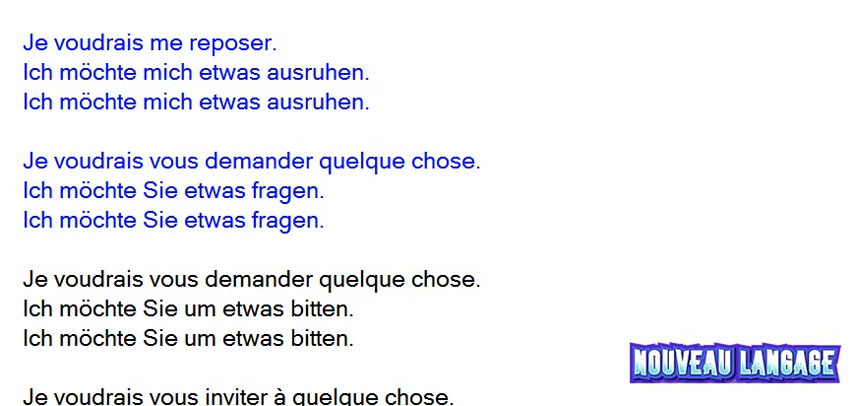 Je voudrais me reposer.
Ich möchte mich etwas ausruhen.
Ich möchte mich etwas ausruhen.
Je voudrais vous demander quelque chose.
Ich möchte Sie etwas fragen.
Ich möchte Sie etwas fragen.
Je voudrais vous demander quelque chose.
Ich möchte Sie um etwas bitten.
Ich möchte Sie um etwas bitten.
NOUVEAU LANGAGE
Je voudrais vous inviter à quelque chose.